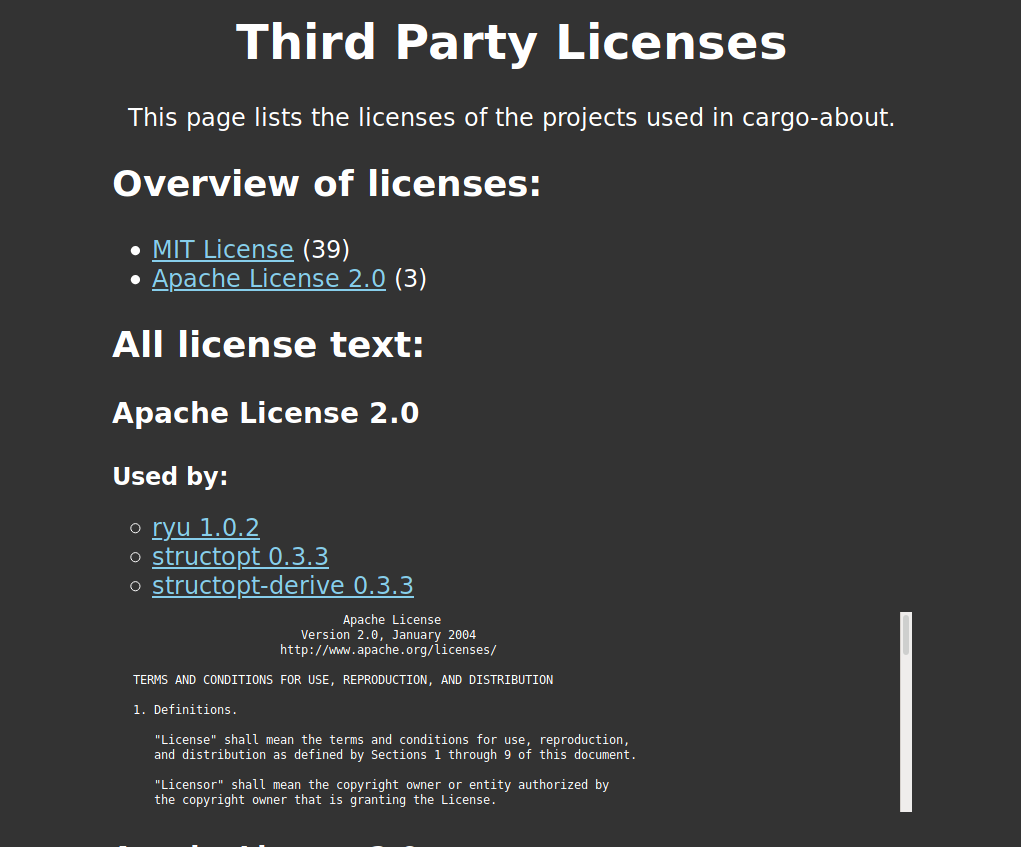 Third Party Licenses
This page lists the licenses of the projects used in cargo-about.
Overview of licenses:
MIT License (39)
Apache License 2.0 (3)
All license text:
Apache License 2.0
Used by:
ryu 1.0.2
structopt 0.3.3
structopt-derive 0.3.3
Apache License
Version 2.0, January 2004
http://www.apache.org/licenses/
TERMS AND CONDITIONS FOR USE, REPRODUCTION, AND DISTRIBUTION
1. Definitions.
"License" shall mean the terms and conditions for use, reproduction,
and distribution as defined by Sections 1 through 9 of this document.
"Licensor" shall mean the copyright owner or entity authorized by
the copyright owner that is granting the License.